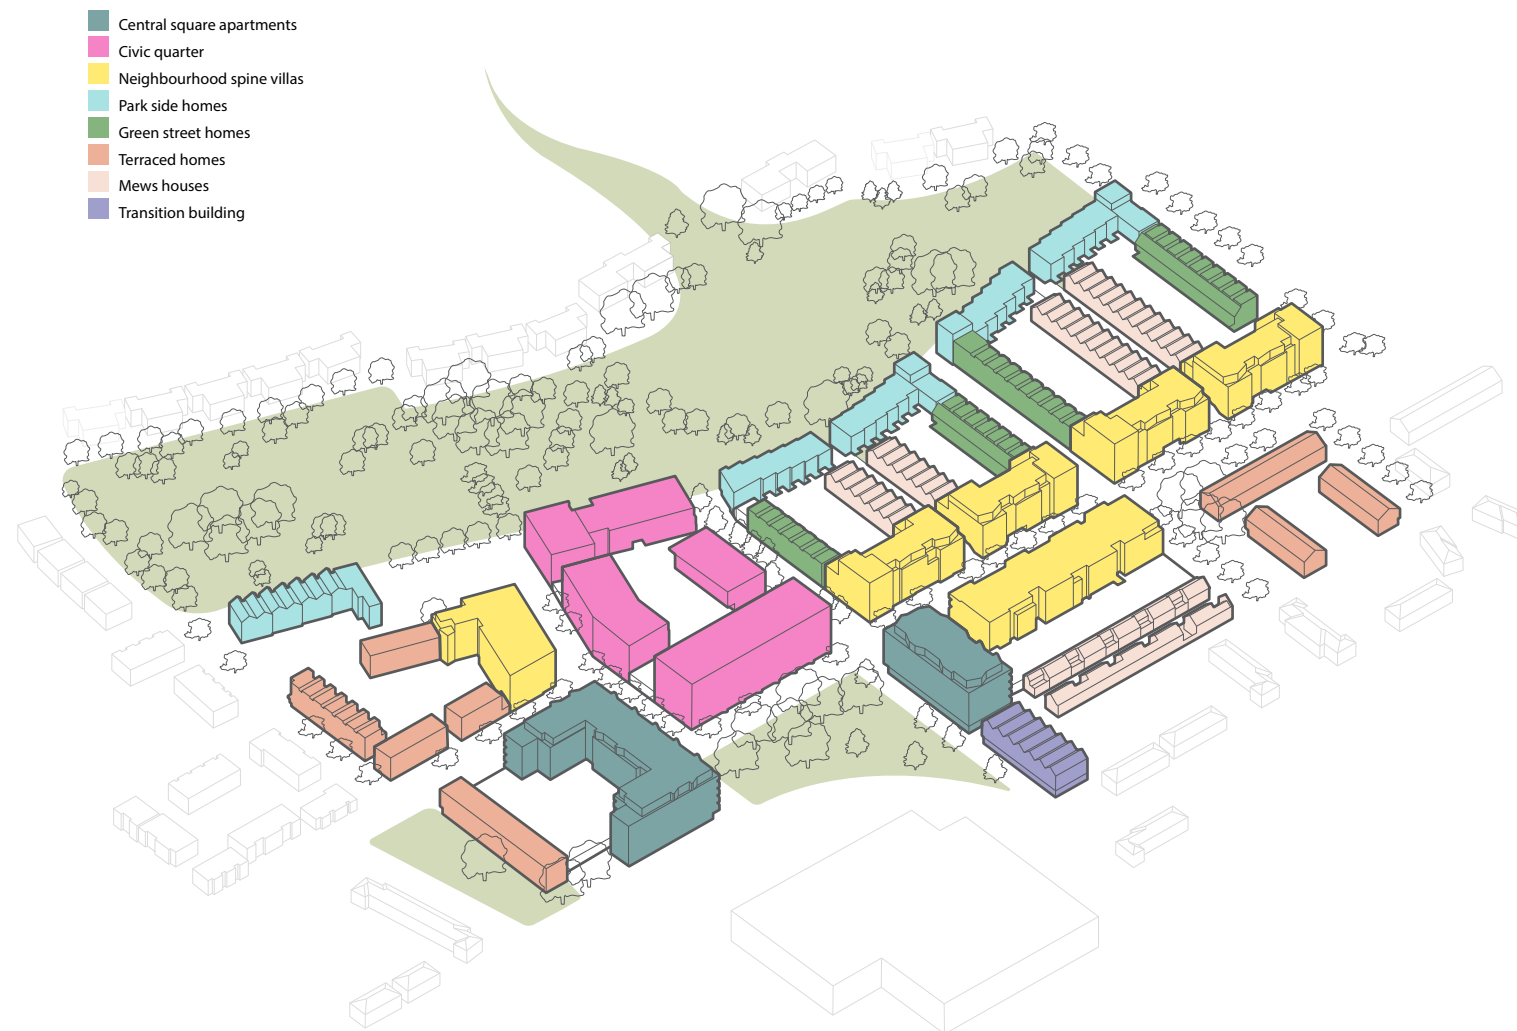 Central square apartments
Civic quarter
Neighbourhood spine villas
Park side homes
Green street homes
Terraced homes
Mews houses
Transition building